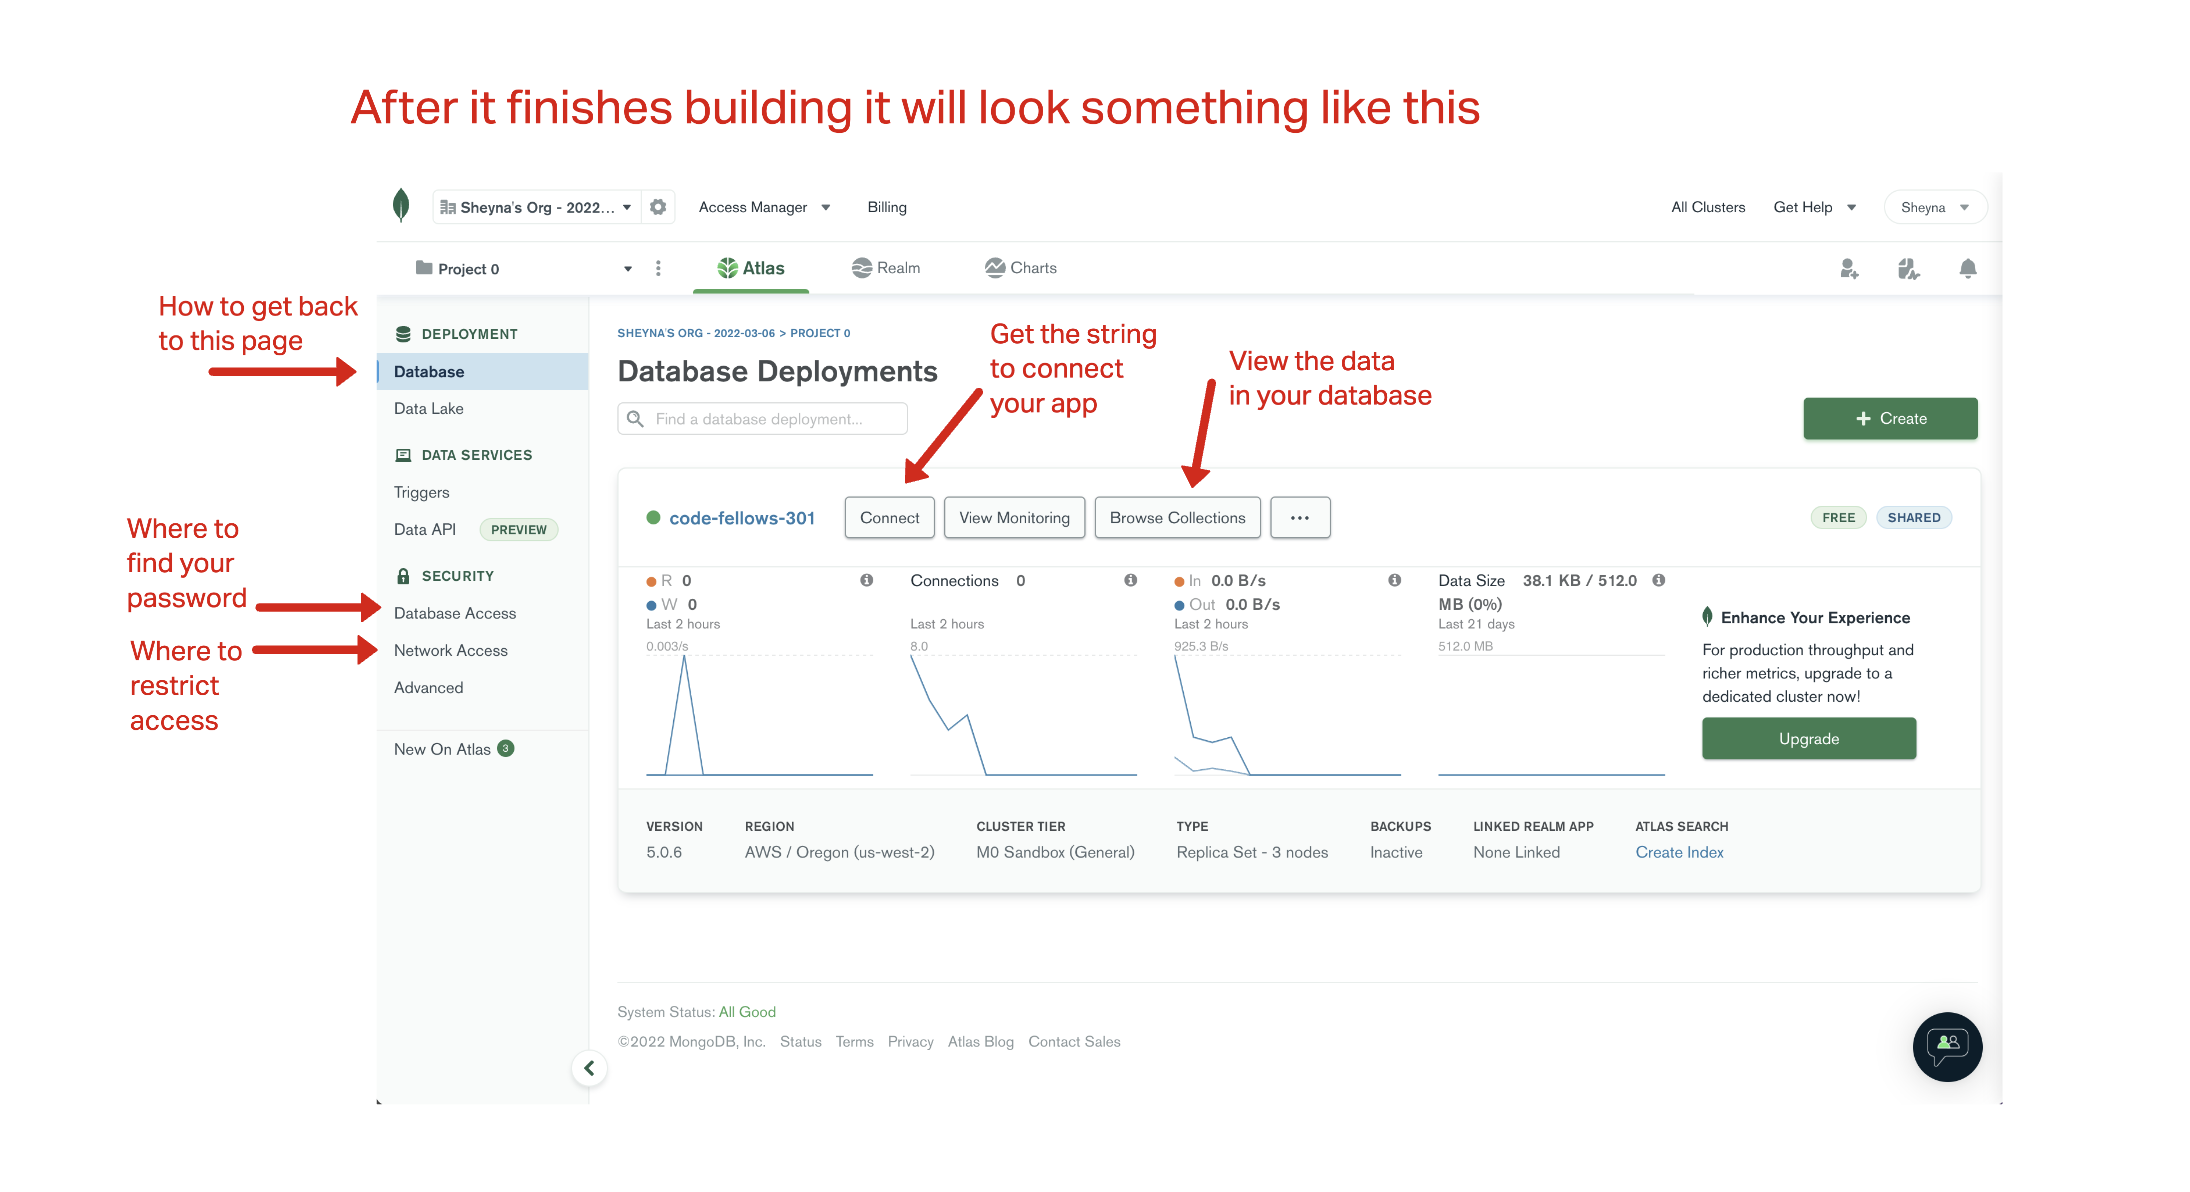 After it finishes building it will look something like this
Sheyna's Org - 2022...
Access Manager
Billing
All Clusters
Get Help
Sheyna
Project 0
Atlas
Realm
Charts
How to get back
to this page
DEPLOYMENT
Database
Data Lake
DATA SERVICES
Triggers
Data API PREVIEW
SECURITY
Database Access
Network Access
Advanced
New On Atlas 3
Where to
find your
password
Where to
restrict
access
SHEYNA'S ORG - 2022-03-06 > PROJECT 0
Database Deployments
Find a database deployment...
Get the string
to connect
your app
View the data
in your database
+ Create
code-fellows-301
Connect
View Monitoring
Browse Collections
...
FREE
SHARED
R 0
W 0
Last 2 hours
0.003/s
Connections 0
Last 2 hours
8.0
In 0.0 B/s
Out 0.0 B/s
Last 2 hours
925.3 B/s
Data Size 38.1 KB / 512.0
MB (0%)
Last 21 days
512.0 MB
Enhance Your Experience
For production throughput and
richer metrics, upgrade to a
dedicated cluster now!
Upgrade
VERSION
5.0.6
REGION
AWS / Oregon (us-west-2)
CLUSTER TIER
M0 Sandbox (General)
TYPE
Replica Set - 3 nodes
BACKUPS
Inactive
LINKED REALM APP
None Linked
ATLAS SEARCH
Create Index
System Status: All Good
©2022 MongoDB, Inc. Status Terms Privacy Atlas Blog Contact Sales